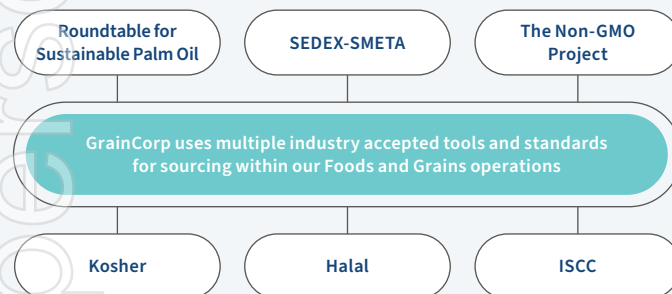 Roundtable for
Sustainable Palm Oil
SEDEX-SMETA
The Non-GMO
Project
GrainCorp uses multiple industry accepted tools and standards
for sourcing within our Foods and Grains operations
Kosher
Halal
ISCC